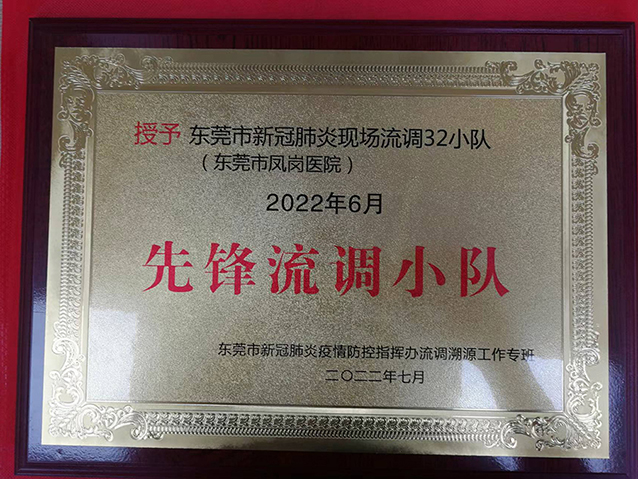 授予 东莞市新冠肺炎现场流调32小队
（东莞市凤岗医院）
2022年6月
先锋流调小队
东莞市新冠肺炎疫情防控指挥办流调溯源工作专班
二〇二二年七月